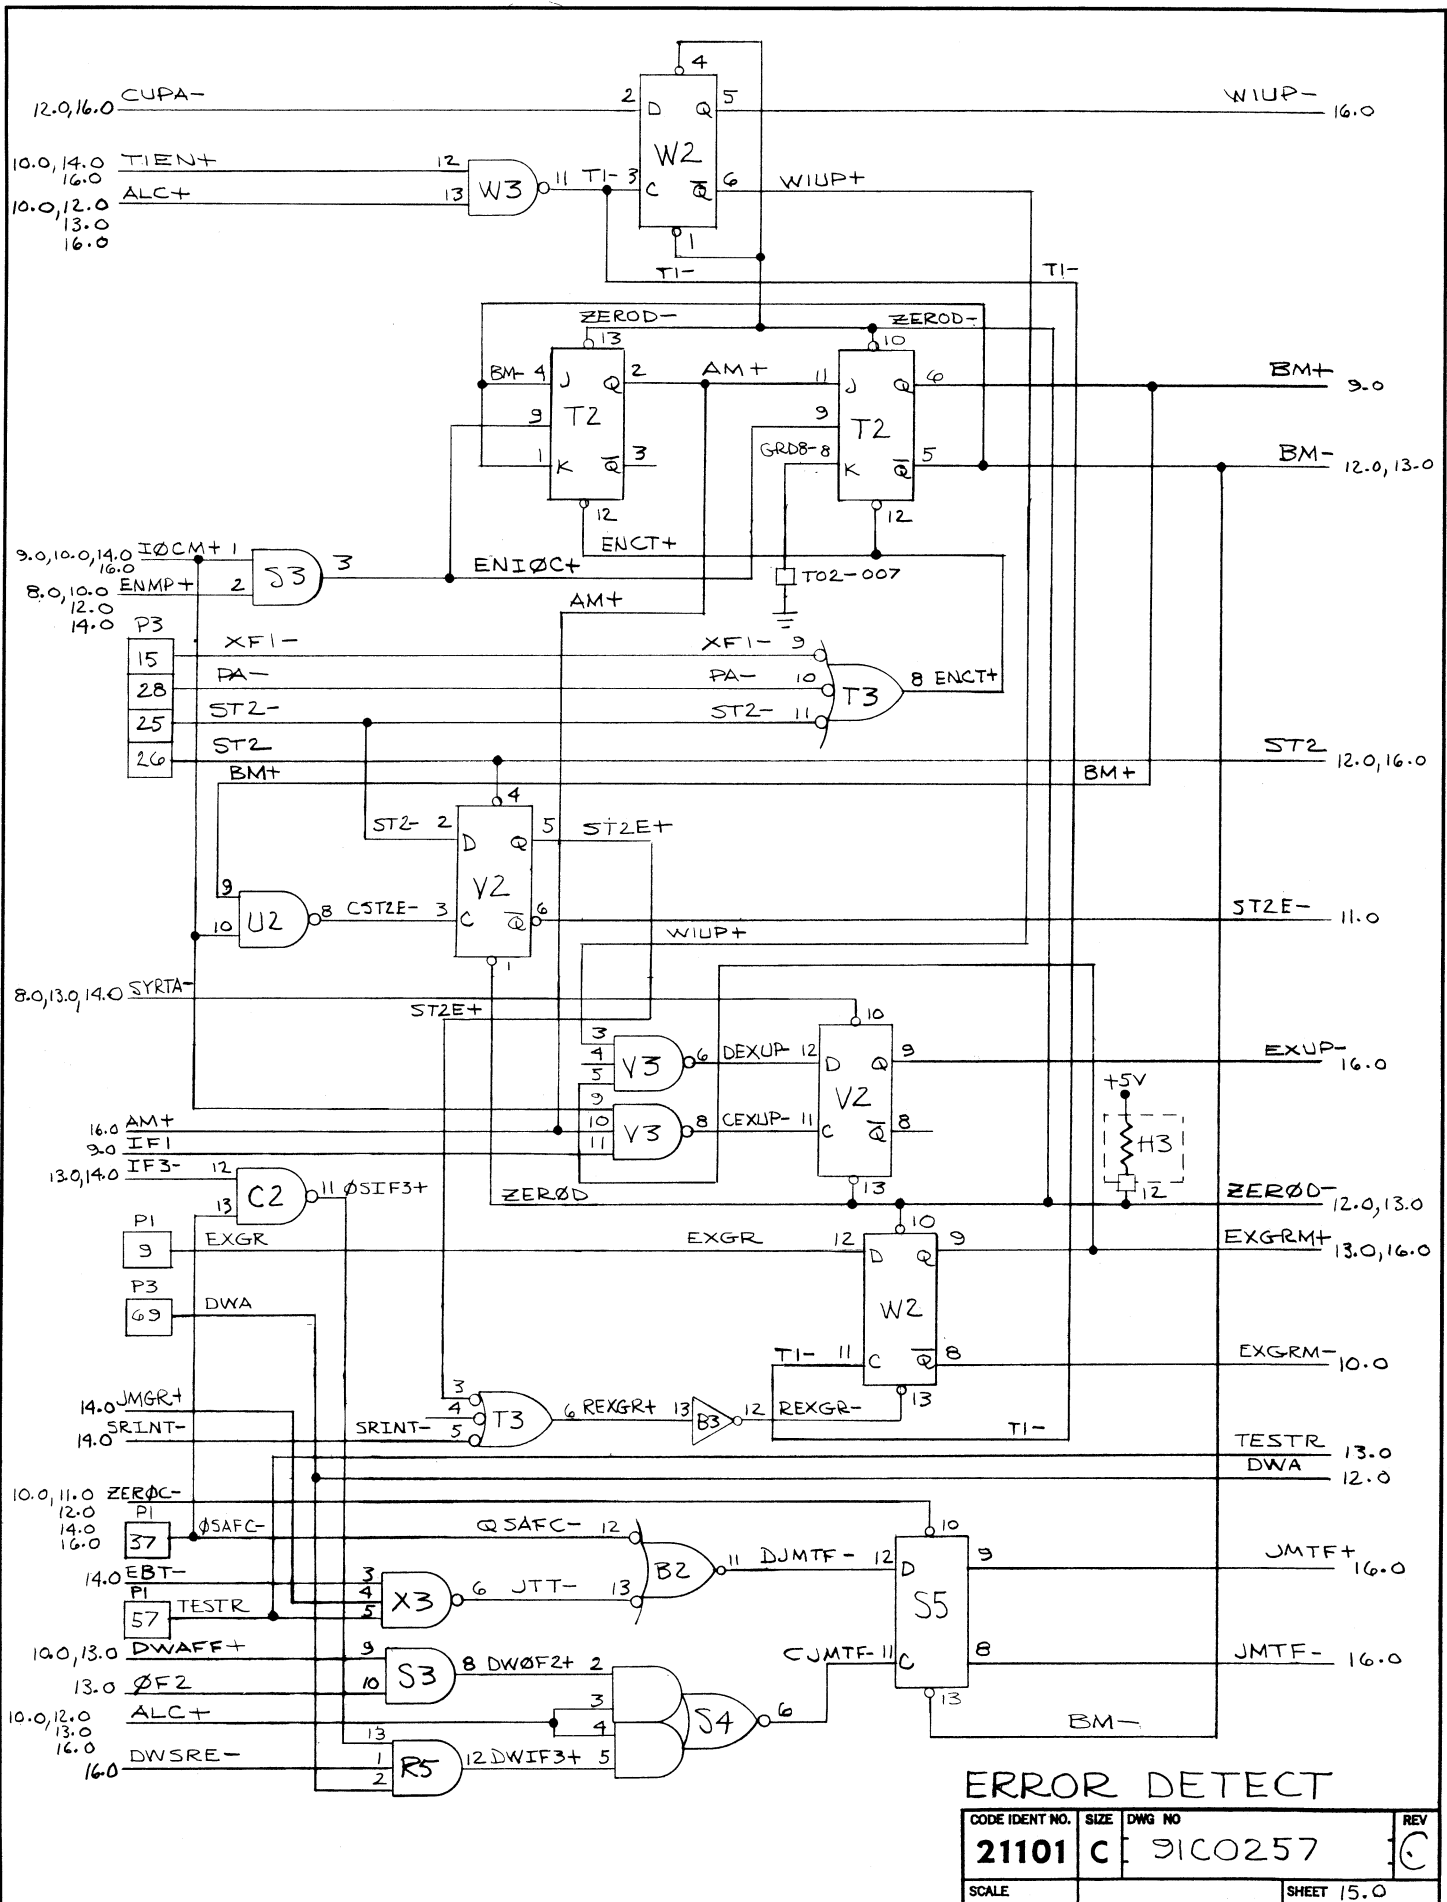 4
12.0,16.0 CUPA- 2 D Q 5 WIUP- 16.0
W2
10.0,14.0 TIEN+ 12
16.0
W3 11 TI- 3 C Q̅ 6 WIUP+
10.0,12.0 ALC+ 13
13.0
16.0
1
TI- TI-
ZEROD- 13 ZEROD- 10
BM- 4 J Q 2 AM+ 11 J Q 6 BM+ 9.0
9 T2 9 T2
1 K Q̅ 3 GRD8- 8 K Q̅ 5 BM- 12.0,13.0
12 12
ENCT+
9.0,10.0,14.0 IØCM+ 1
16.0
S3 3 ENIØC+ T02-007
8.0,10.0 ENMP+ 2
12.0
14.0
AM+
P3
15 XFI- XFI- 9
28 PA- PA- 10 T3 8 ENCT+
25 ST2- ST2- 11
26 ST2 ST2 12.0,16.0
BM+ BM+
4
ST2- 2 D Q 5 ST2E+
V2
9
10 U2 8 CST2E- 3 C Q̅ 6 ST2E- 11.0
WIUP+
1
8.0,13.0,14.0 SYRTA-
ST2E+
10
3
4
5 V3 6 DEXUP- 12 D Q 9 EXUP- 16.0
V2
+5V
H3
9
16.0 AM+ 10 V3 8 CEXUP- 11 C Q̅ 8
9.0 IFI 11
13.0,14.0 IF3- 12
C2 11 ØSIF3+
13
13
12
ZERØD ZERØD- 12.0,13.0
10
P1
9 EXGR EXGR 12 D Q 9 EXGRM+ 13.0,16.0
P3
69 DWA
W2
TI- 11 C Q̅ 8 EXGRM- 10.0
13
14.0 JMGR+ 3
4 T3 6 REXGR+ 13 B3 12 REXGR-
14.0 SRINT- SRINT- 5
TI-
TESTR 13.0
DWA 12.0
10.0,11.0 ZERØC-
12.0
14.0
16.0
10
P1
37 ØSAFC- QSAFC- 12
B2 11 DJMTF- 12 D 9 JMTF+ 16.0
14.0 EBT- 3
4 X3 6 JTT- 13
S5
P1
57 TESTR 5
10.0,13.0 DWAFF+ 9
S3 8 DWØF2+ 2
CJMTF- 11 C 8 JMTF- 16.0
13.0 ØF2 10
13
10.0,12.0 ALC+ 3
13.0
16.0
4 S4 6
BM-
13
16.0 DWSRE- 1 R5 12 DWIF3+ 5
2
ERROR DETECT
CODE IDENT NO. SIZE DWG NO REV
21101 C 91C0257 C
SCALE SHEET 15.0